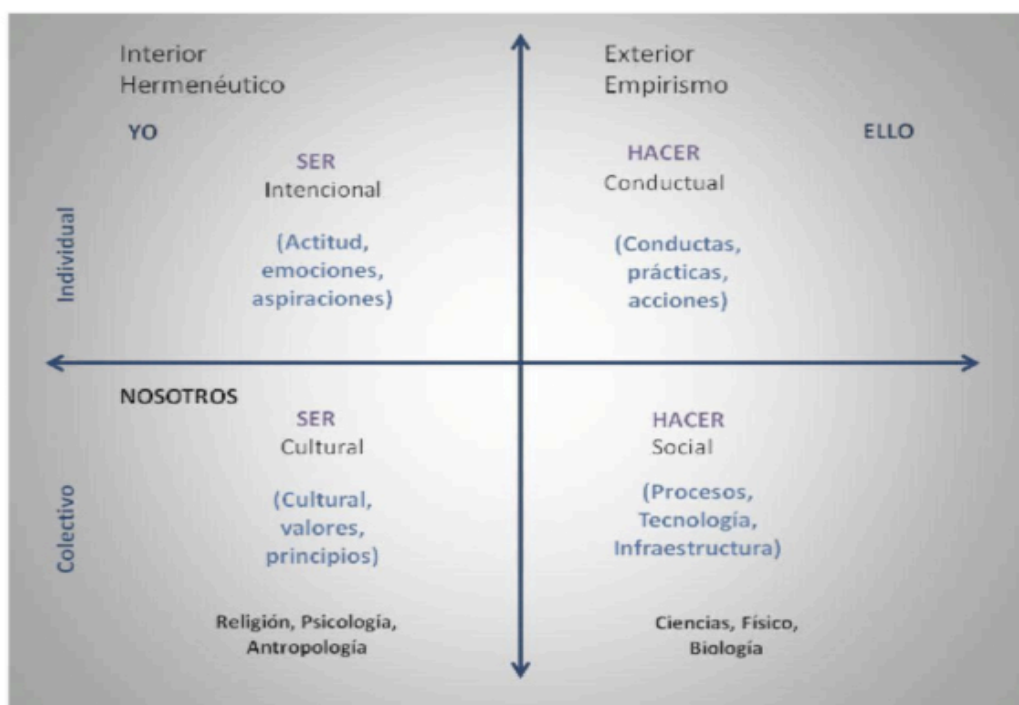 Interior
Hermenéutico
YO
SER
Intencional
(Actitud,
emociones,
aspiraciones)
Exterior
Empirismo
ELLO
HACER
Conductual
(Conductas,
prácticas,
acciones)
Individual
NOSOTROS
SER
Cultural
(Cultural,
valores,
principios)
Religión, Psicología,
Antropología
HACER
Social
(Procesos,
Tecnología,
Infraestructura)
Ciencias, Físico,
Biología
Colectivo